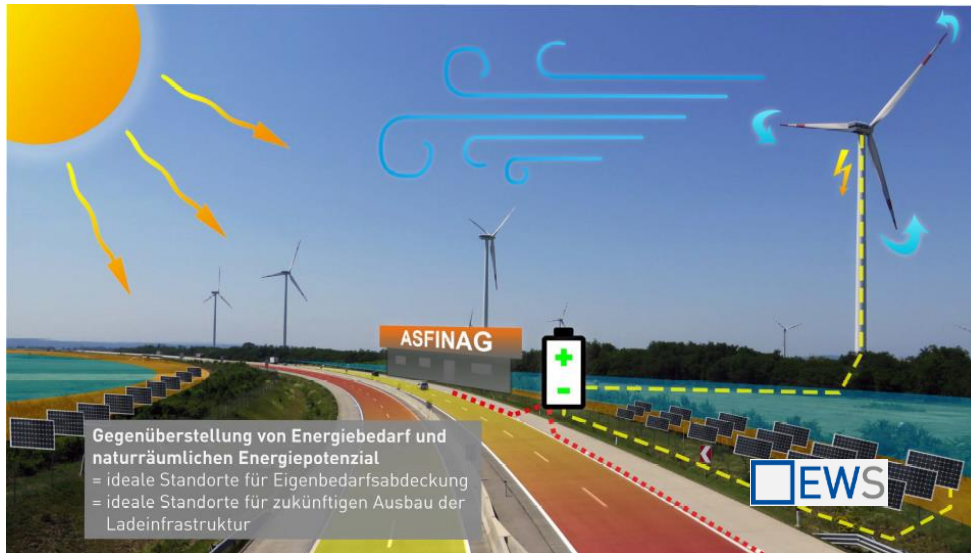 ASFINAG
Gegenüberstellung von Energiebedarf und
naturräumlichen Energiepotenzial
= ideale Standorte für Eigenbedarfsabdeckung
= ideale Standorte für zukünftigen Ausbau der
Ladeinfrastruktur
EWS